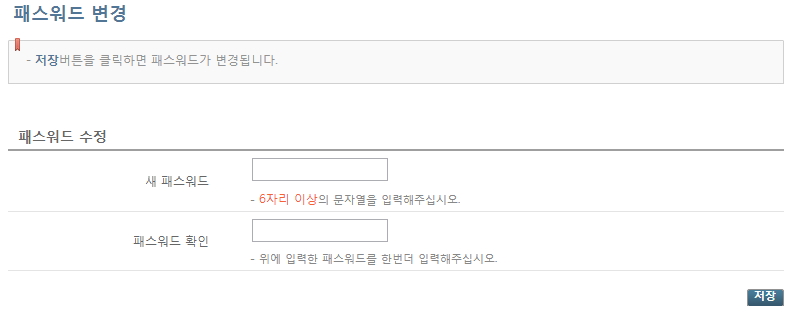 패스워드 변경
- 저장버튼을 클릭하면 패스워드가 변경됩니다.
패스워드 수정
새 패스워드
- 6자리 이상의 문자열을 입력해주십시오.
패스워드 확인
- 위에 입력한 패스워드를 한번더 입력해주십시오.
저장